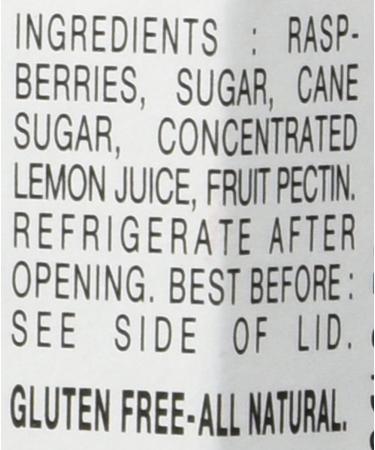 INGREDIENTS : RASP-
BERRIES, SUGAR, CANE
SUGAR, CONCENTRATED
LEMON JUICE, FRUIT PECTIN.
REFRIGERATE AFTER
OPENING. BEST BEFORE :
SEE SIDE OF LID.
GLUTEN FREE-ALL NATURAL.